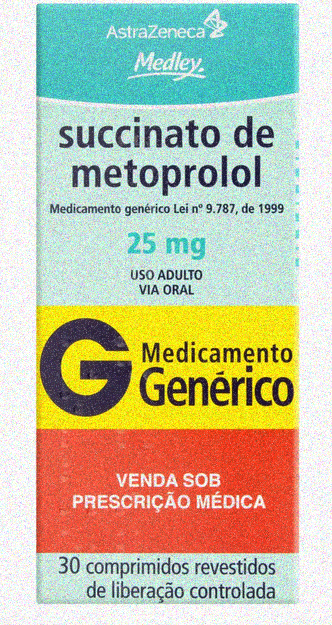 AstraZeneca
Medley.
succinato de
metoprolol
Medicamento genérico Lei nº 9.787, de 1999
25 mg
USO ADULTO
VIA ORAL
G Medicamento
Genérico
VENDA SOB
PRESCRIÇÃO MÉDICA
30 comprimidos revestidos
de liberação controlada